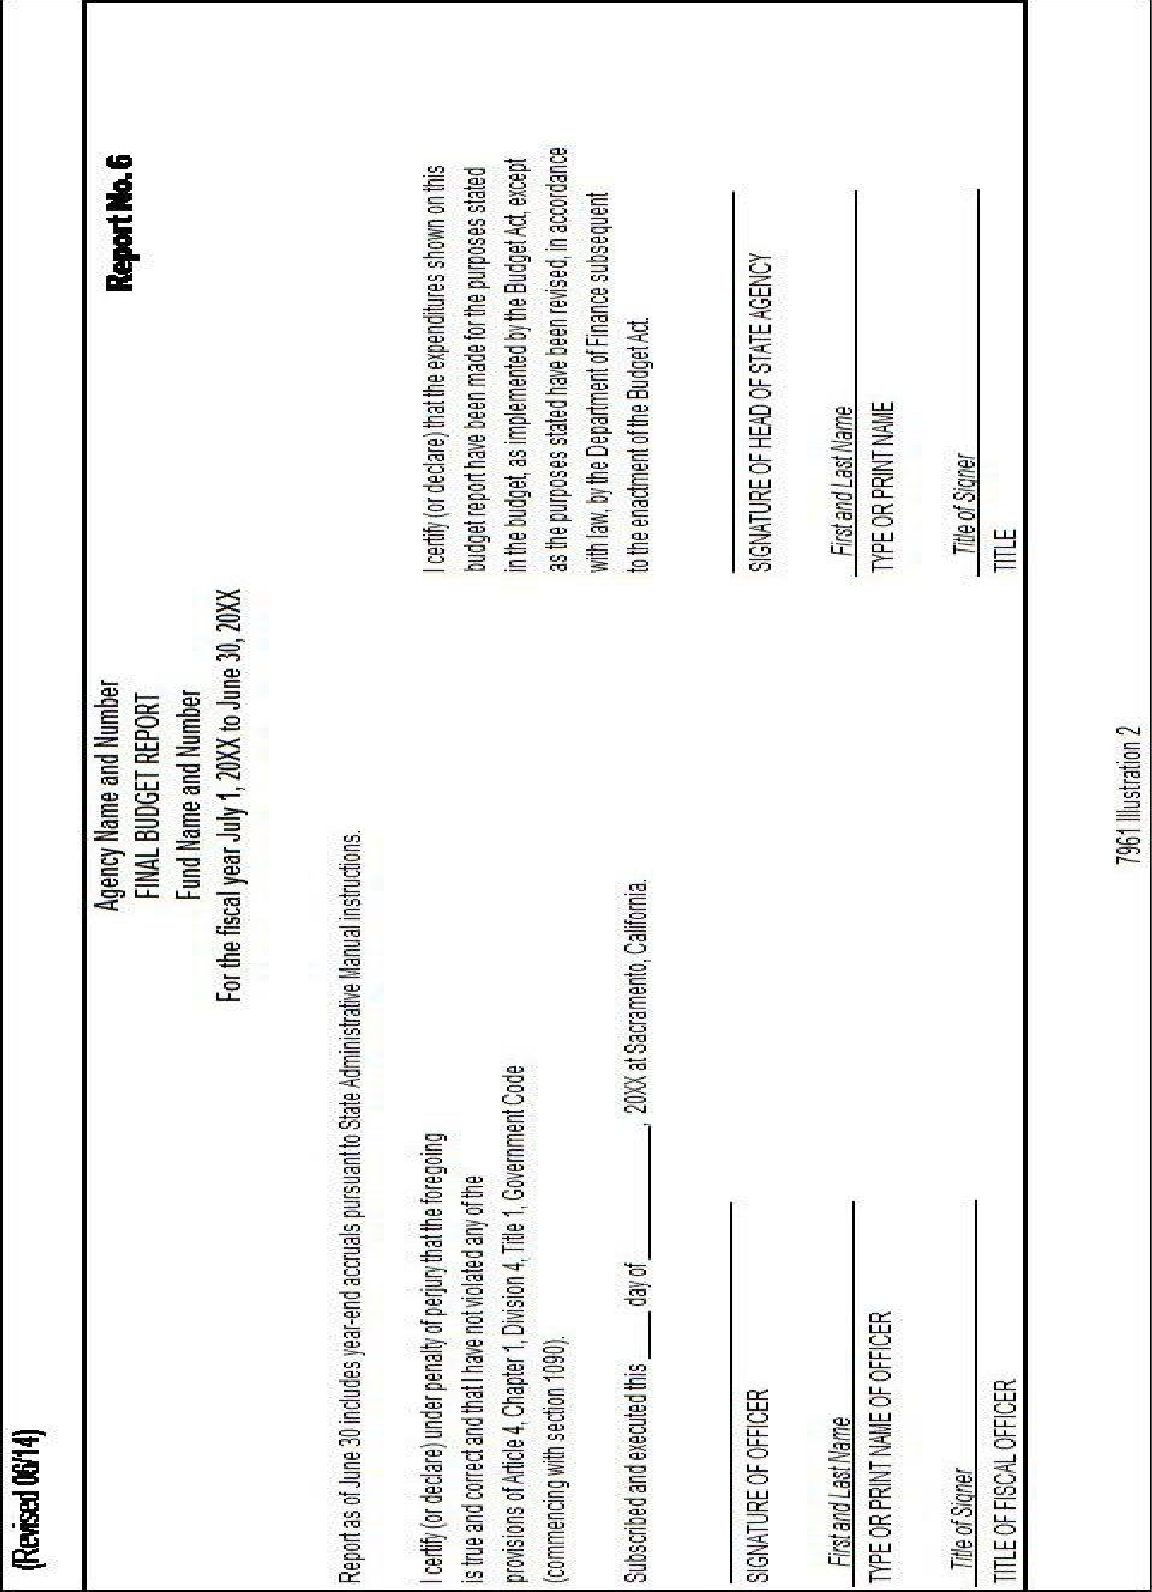 (Revised 06/14)
Report No. 6
Agency Name and Number
FINAL BUDGET REPORT
Fund Name and Number
For the fiscal year July 1, 20XX to June 30, 20XX
Report as of June 30 includes year-end accruals pursuant to State Administrative Manual instructions.
I certify (or declare) under penalty of perjury that the foregoing
is true and correct and that I have not violated any of the
provisions of Article 4, Chapter 1, Division 4, Title 1, Government Code
(commencing with section 1090).
Subscribed and executed this ____ day of __________, 20XX at Sacramento, California.
SIGNATURE OF OFFICER
First and Last Name
TYPE OR PRINT NAME OF OFFICER
Title of Signer
TITLE OF FISCAL OFFICER
I certify (or declare) that the expenditures shown on this
budget report have been made for the purposes stated
in the budget, as implemented by the Budget Act, except
as the purposes stated have been revised, in accordance
with law, by the Department of Finance subsequent
to the enactment of the Budget Act.
SIGNATURE OF HEAD OF STATE AGENCY
First and Last Name
TYPE OR PRINT NAME
Title of Signer
TITLE
7961 Illustration 2